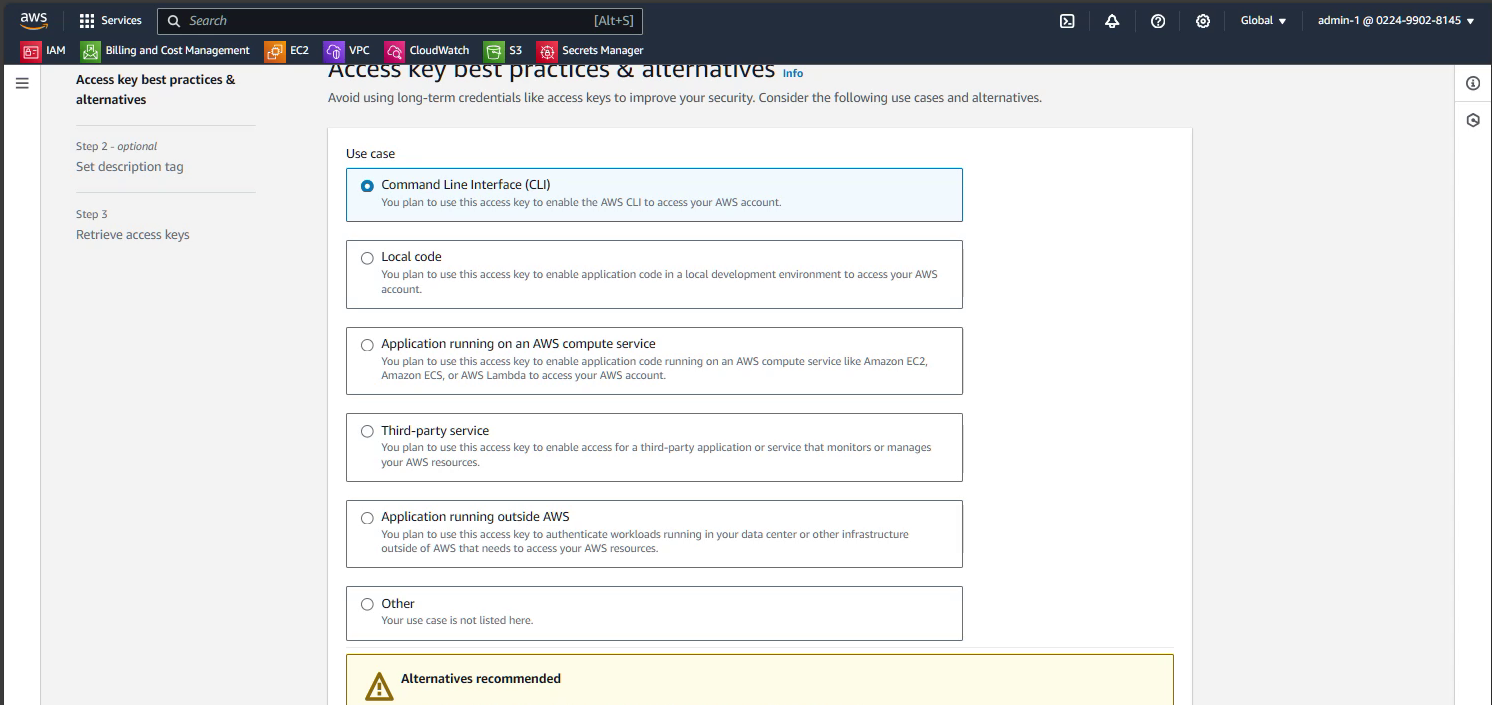 aws
Services
Search
[Alt+S]
Global
admin-1 @ 0224-9902-8145
IAM
Billing and Cost Management
EC2
VPC
CloudWatch
S3
Secrets Manager
Access key best practices &
alternatives
Step 2 - optional
Set description tag
Step 3
Retrieve access keys
Access key best practices & alternatives Info
Avoid using long-term credentials like access keys to improve your security. Consider the following use cases and alternatives.
Use case
Command Line Interface (CLI)
You plan to use this access key to enable the AWS CLI to access your AWS account.
Local code
You plan to use this access key to enable application code in a local development environment to access your AWS
account.
Application running on an AWS compute service
You plan to use this access key to enable application code running on an AWS compute service like Amazon EC2,
Amazon ECS, or AWS Lambda to access your AWS account.
Third-party service
You plan to use this access key to enable access for a third-party application or service that monitors or manages
your AWS resources.
Application running outside AWS
You plan to use this access key to authenticate workloads running in your data center or other infrastructure
outside of AWS that needs to access your AWS resources.
Other
Your use case is not listed here.
Alternatives recommended